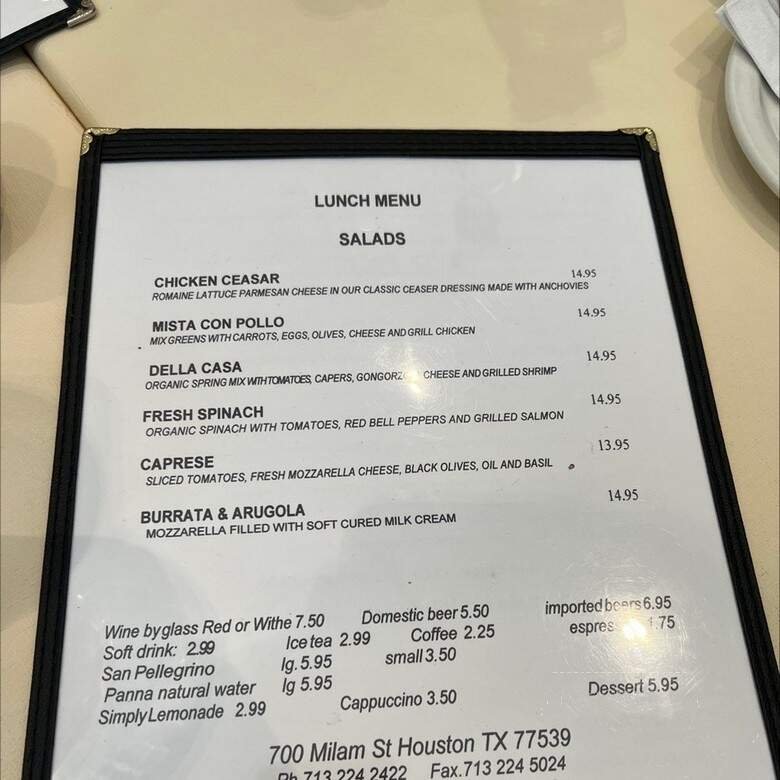 LUNCH MENU
SALADS
CHICKEN CEASAR 14.95
ROMAINE LATTUCE PARMESAN CHEESE IN OUR CLASSIC CEASER DRESSING MADE WITH ANCHOVIES
MISTA CON POLLO 14.95
MIX GREENS WITH CARROTS, EGGS, OLIVES, CHEESE AND GRILL CHICKEN
DELLA CASA 14.95
ORGANIC SPRING MIX WITH TOMATOES, CAPERS, CHEESE AND GRILLED SHRIMP
FRESH SPINACH 14.95
ORGANIC SPINACH WITH TOMATOES, RED BELL PEPPERS AND GRILLED SALMON
CAPRESE 13.95
SLICED TOMATOES, FRESH MOZZARELLA CHEESE, BLACK OLIVES, OIL AND BASIL
BURRATA & ARUGOLA 14.95
MOZZARELLA FILLED WITH SOFT CURED MILK CREAM
Wine by glass Red or Withe 7.50 Domestic beer 5.50 imported beers 6.95
Soft drink: 2.99 Ice tea 2.99 Coffee 2.25
San Pellegrino lg. 5.95 small 3.50
Panna natural water lg 5.95
Simply Lemonade 2.99 Cappuccino 3.50 Dessert 5.95
700 Milam St Houston TX 77539
Ph 713 224 2422 Fax.713 224 5024